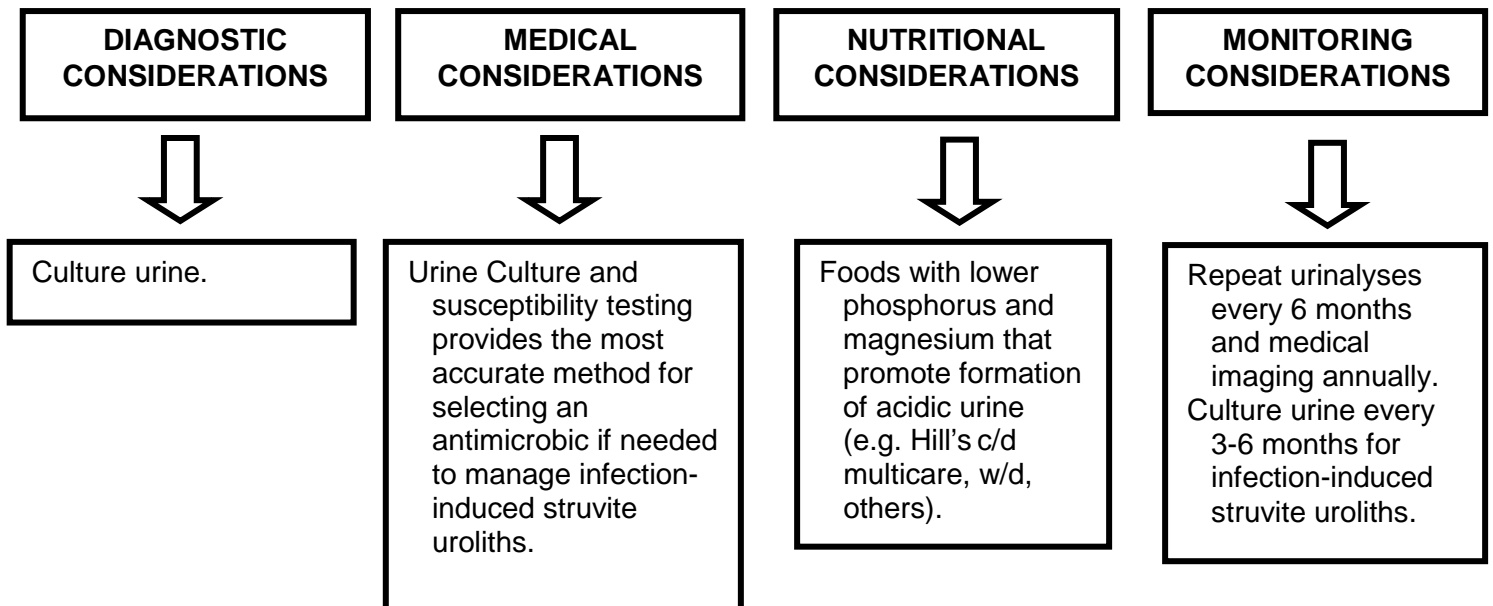 DIAGNOSTIC
CONSIDERATIONS
MEDICAL
CONSIDERATIONS
NUTRITIONAL
CONSIDERATIONS
MONITORING
CONSIDERATIONS
Culture urine.
Urine Culture and
susceptibility testing
provides the most
accurate method for
selecting an
antimicrobic if needed
to manage infection-
induced struvite
uroliths.
Foods with lower
phosphorus and
magnesium that
promote formation
of acidic urine
(e.g. Hill's c/d
multicare, w/d,
others).
Repeat urinalyses
every 6 months
and medical
imaging annually.
Culture urine every
3-6 months for
infection-induced
struvite uroliths.